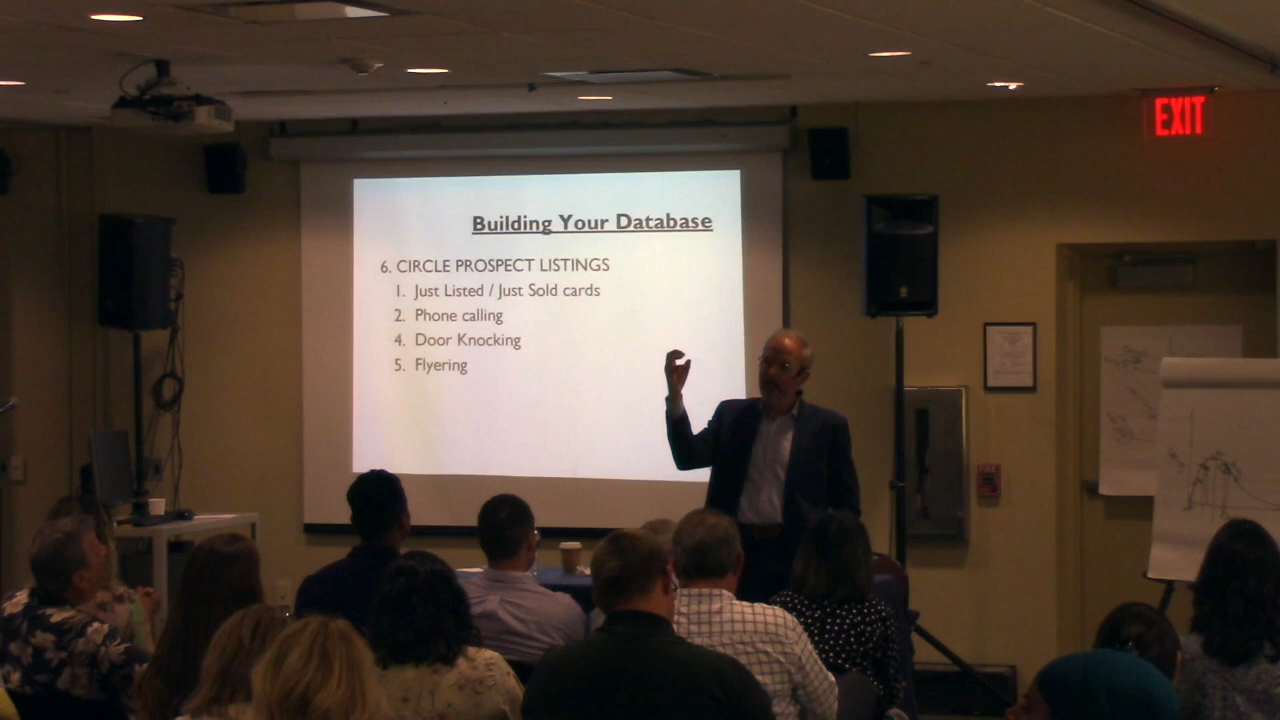 Building Your Database
6. CIRCLE PROSPECT LISTINGS
1. Just Listed / Just Sold cards
2. Phone calling
4. Door Knocking
5. Flyering
EXIT
FIRE